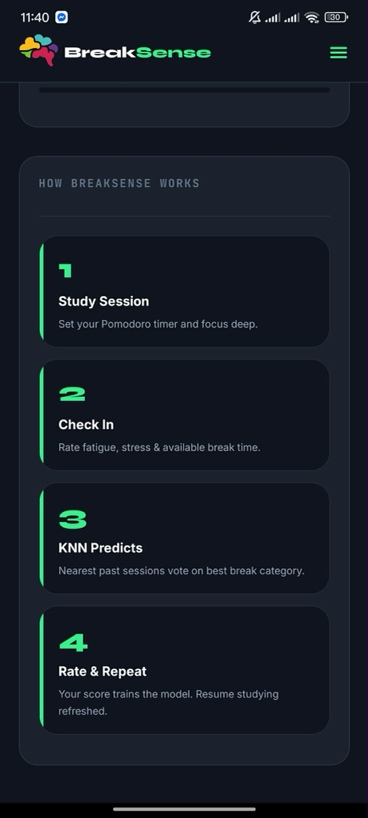 11:40
30
BreakSense
HOW BREAKSENSE WORKS
1
Study Session
Set your Pomodoro timer and focus deep.
2
Check In
Rate fatigue, stress & available break time.
3
KNN Predicts
Nearest past sessions vote on best break category.
4
Rate & Repeat
Your score trains the model. Resume studying
refreshed.